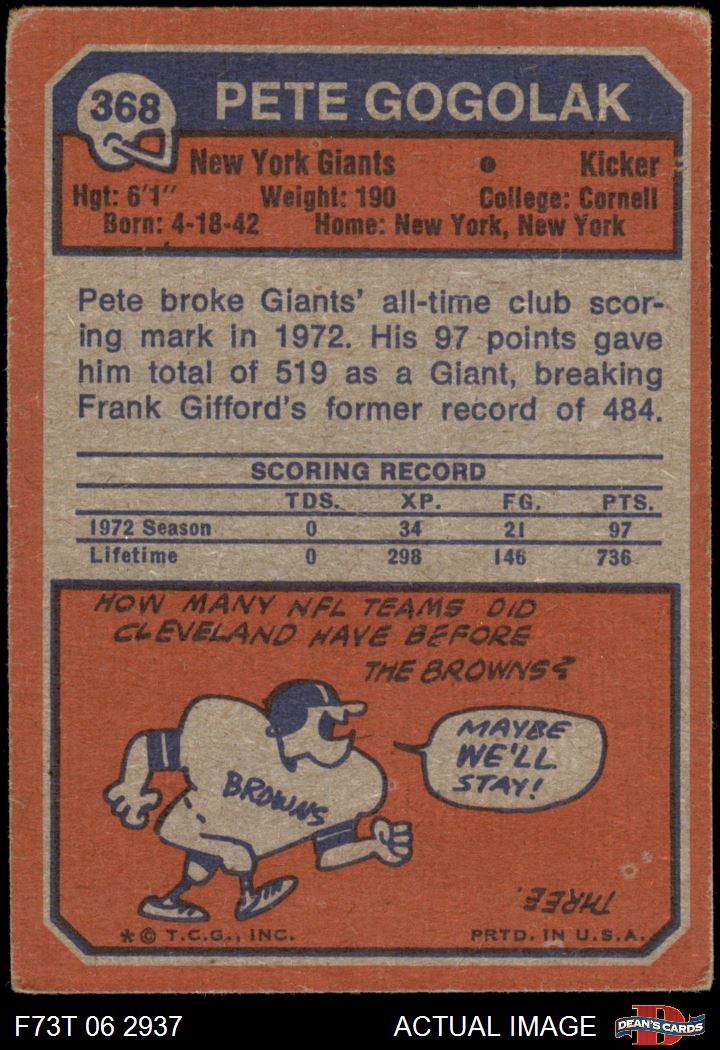 368
PETE GOGOLAK
New York Giants • Kicker
Hgt: 6'1" Weight: 190 College: Cornell
Born: 4-18-42 Home: New York, New York
Pete broke Giants' all-time club scor-
ing mark in 1972. His 97 points gave
him total of 519 as a Giant, breaking
Frank Gifford's former record of 484.
SCORING RECORD
TDS. XP. FG. PTS.
1972 Season 0 34 21 97
Lifetime 0 298 146 736
HOW MANY NFL TEAMS DID
CLEVELAND HAVE BEFORE
THE BROWNS?
MAYBE
WE'LL
STAY!
BROWNS
THREE.
* © T.C.G., INC. PRTD. IN U.S.A.
F73T 06 2937 ACTUAL IMAGE D DEAN'S CARDS